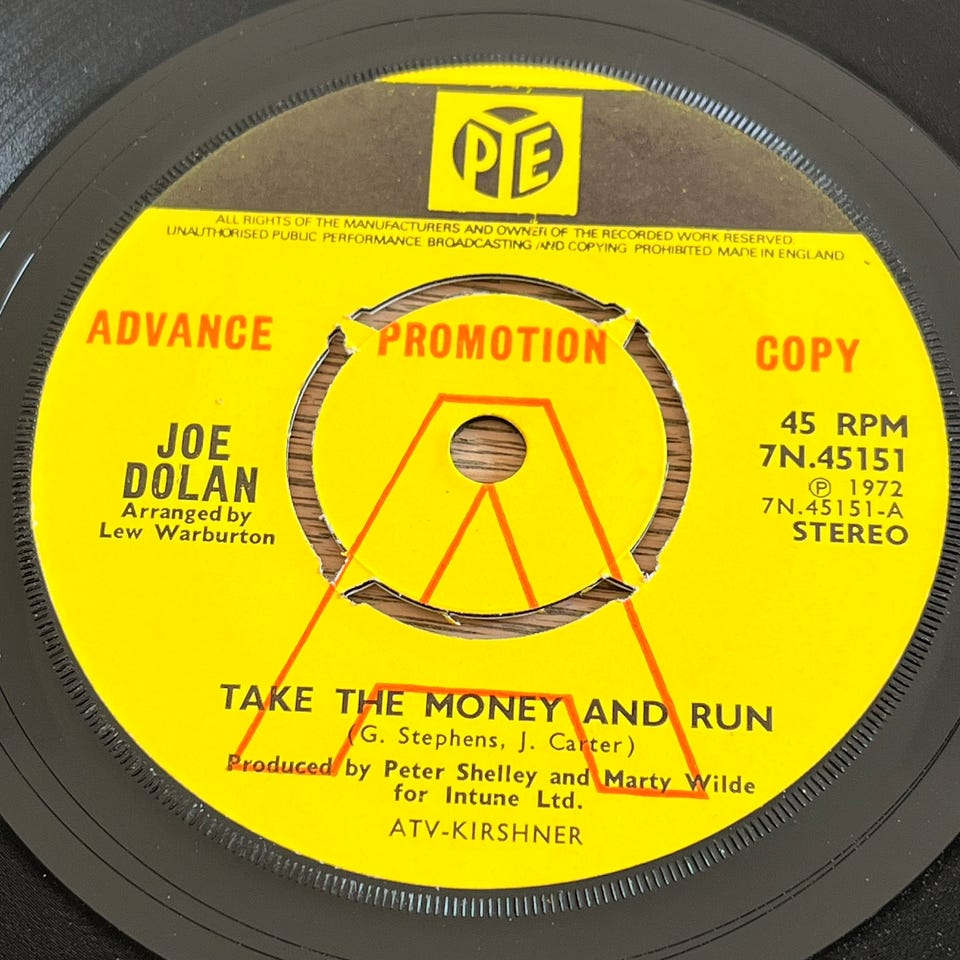 PYE
ALL RIGHTS OF THE MANUFACTURERS AND OWNER OF THE RECORDED WORK RESERVED.
UNAUTHORISED PUBLIC PERFORMANCE BROADCASTING AND COPYING PROHIBITED MADE IN ENGLAND
ADVANCE PROMOTION COPY
A
JOE
DOLAN
Arranged by
Lew Warburton
45 RPM
7N.45151
Ⓟ 1972
7N.45151-A
STEREO
TAKE THE MONEY AND RUN
(G. Stephens, J. Carter)
Produced by Peter Shelley and Marty Wilde
for Intune Ltd.
ATV-KIRSHNER